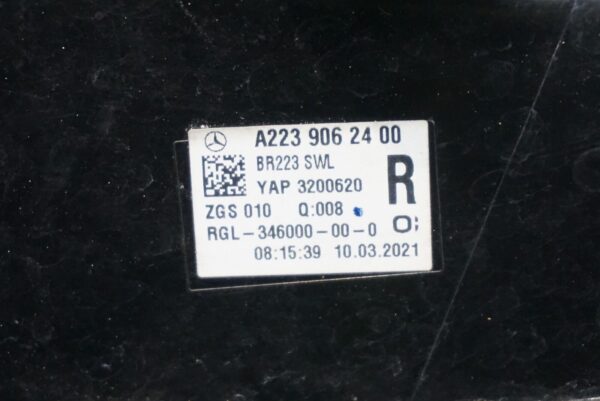 A223 906 24 00
BR223 SWL
YAP 3200620
R
ZGS 010 Q:008
RGL-346000-00-0
08:15:39 10.03.2021